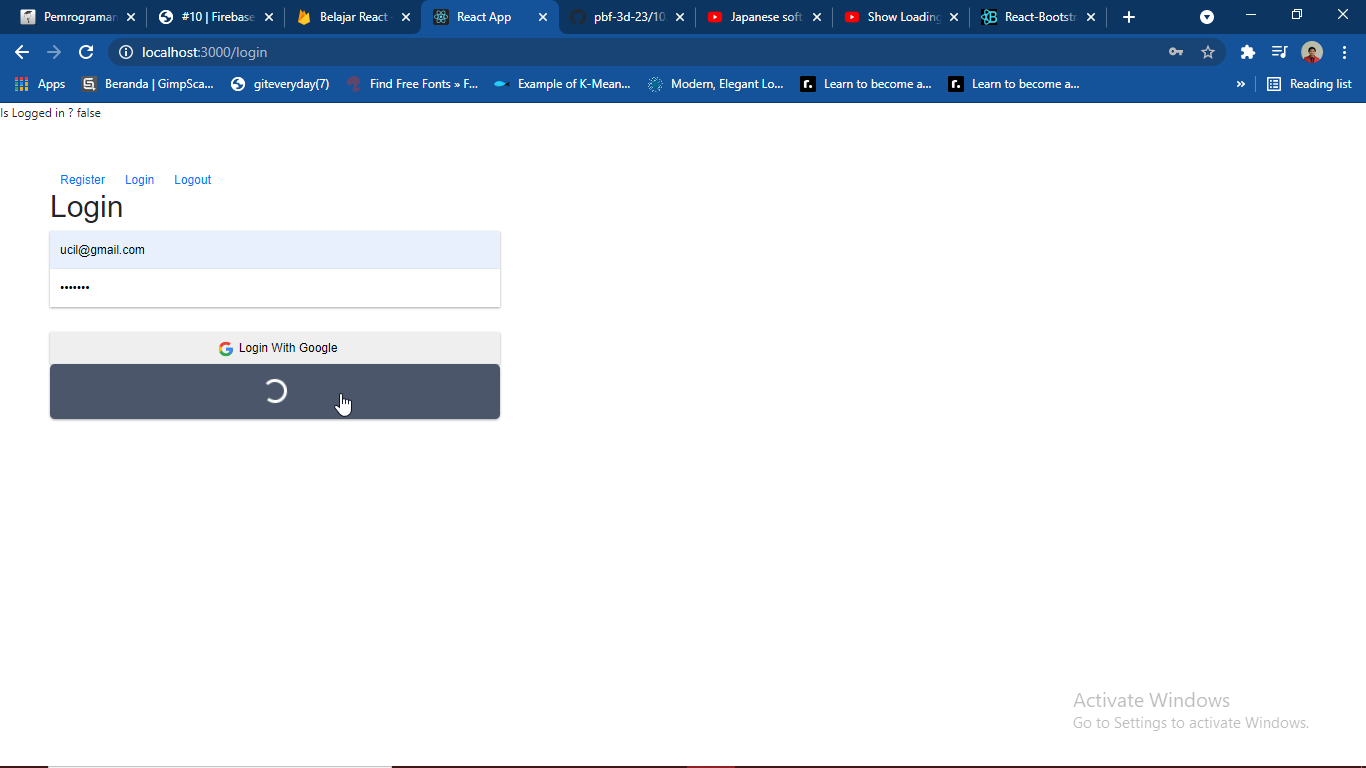 Pemrograman #10 | Firebase Belajar React - React App pbf-3d-23/10 Japanese soft Show Loading React-Bootstr
localhost:3000/login
Apps Beranda | GimpSca... giteveryday(7) Find Free Fonts » F... Example of K-Mean... Modern, Elegant Lo... Learn to become a... Learn to become a... » Reading list
Is Logged in ? false
Register Login Logout
Login
ucil@gmail.com
•••••••
Login With Google
Activate Windows
Go to Settings to activate Windows.